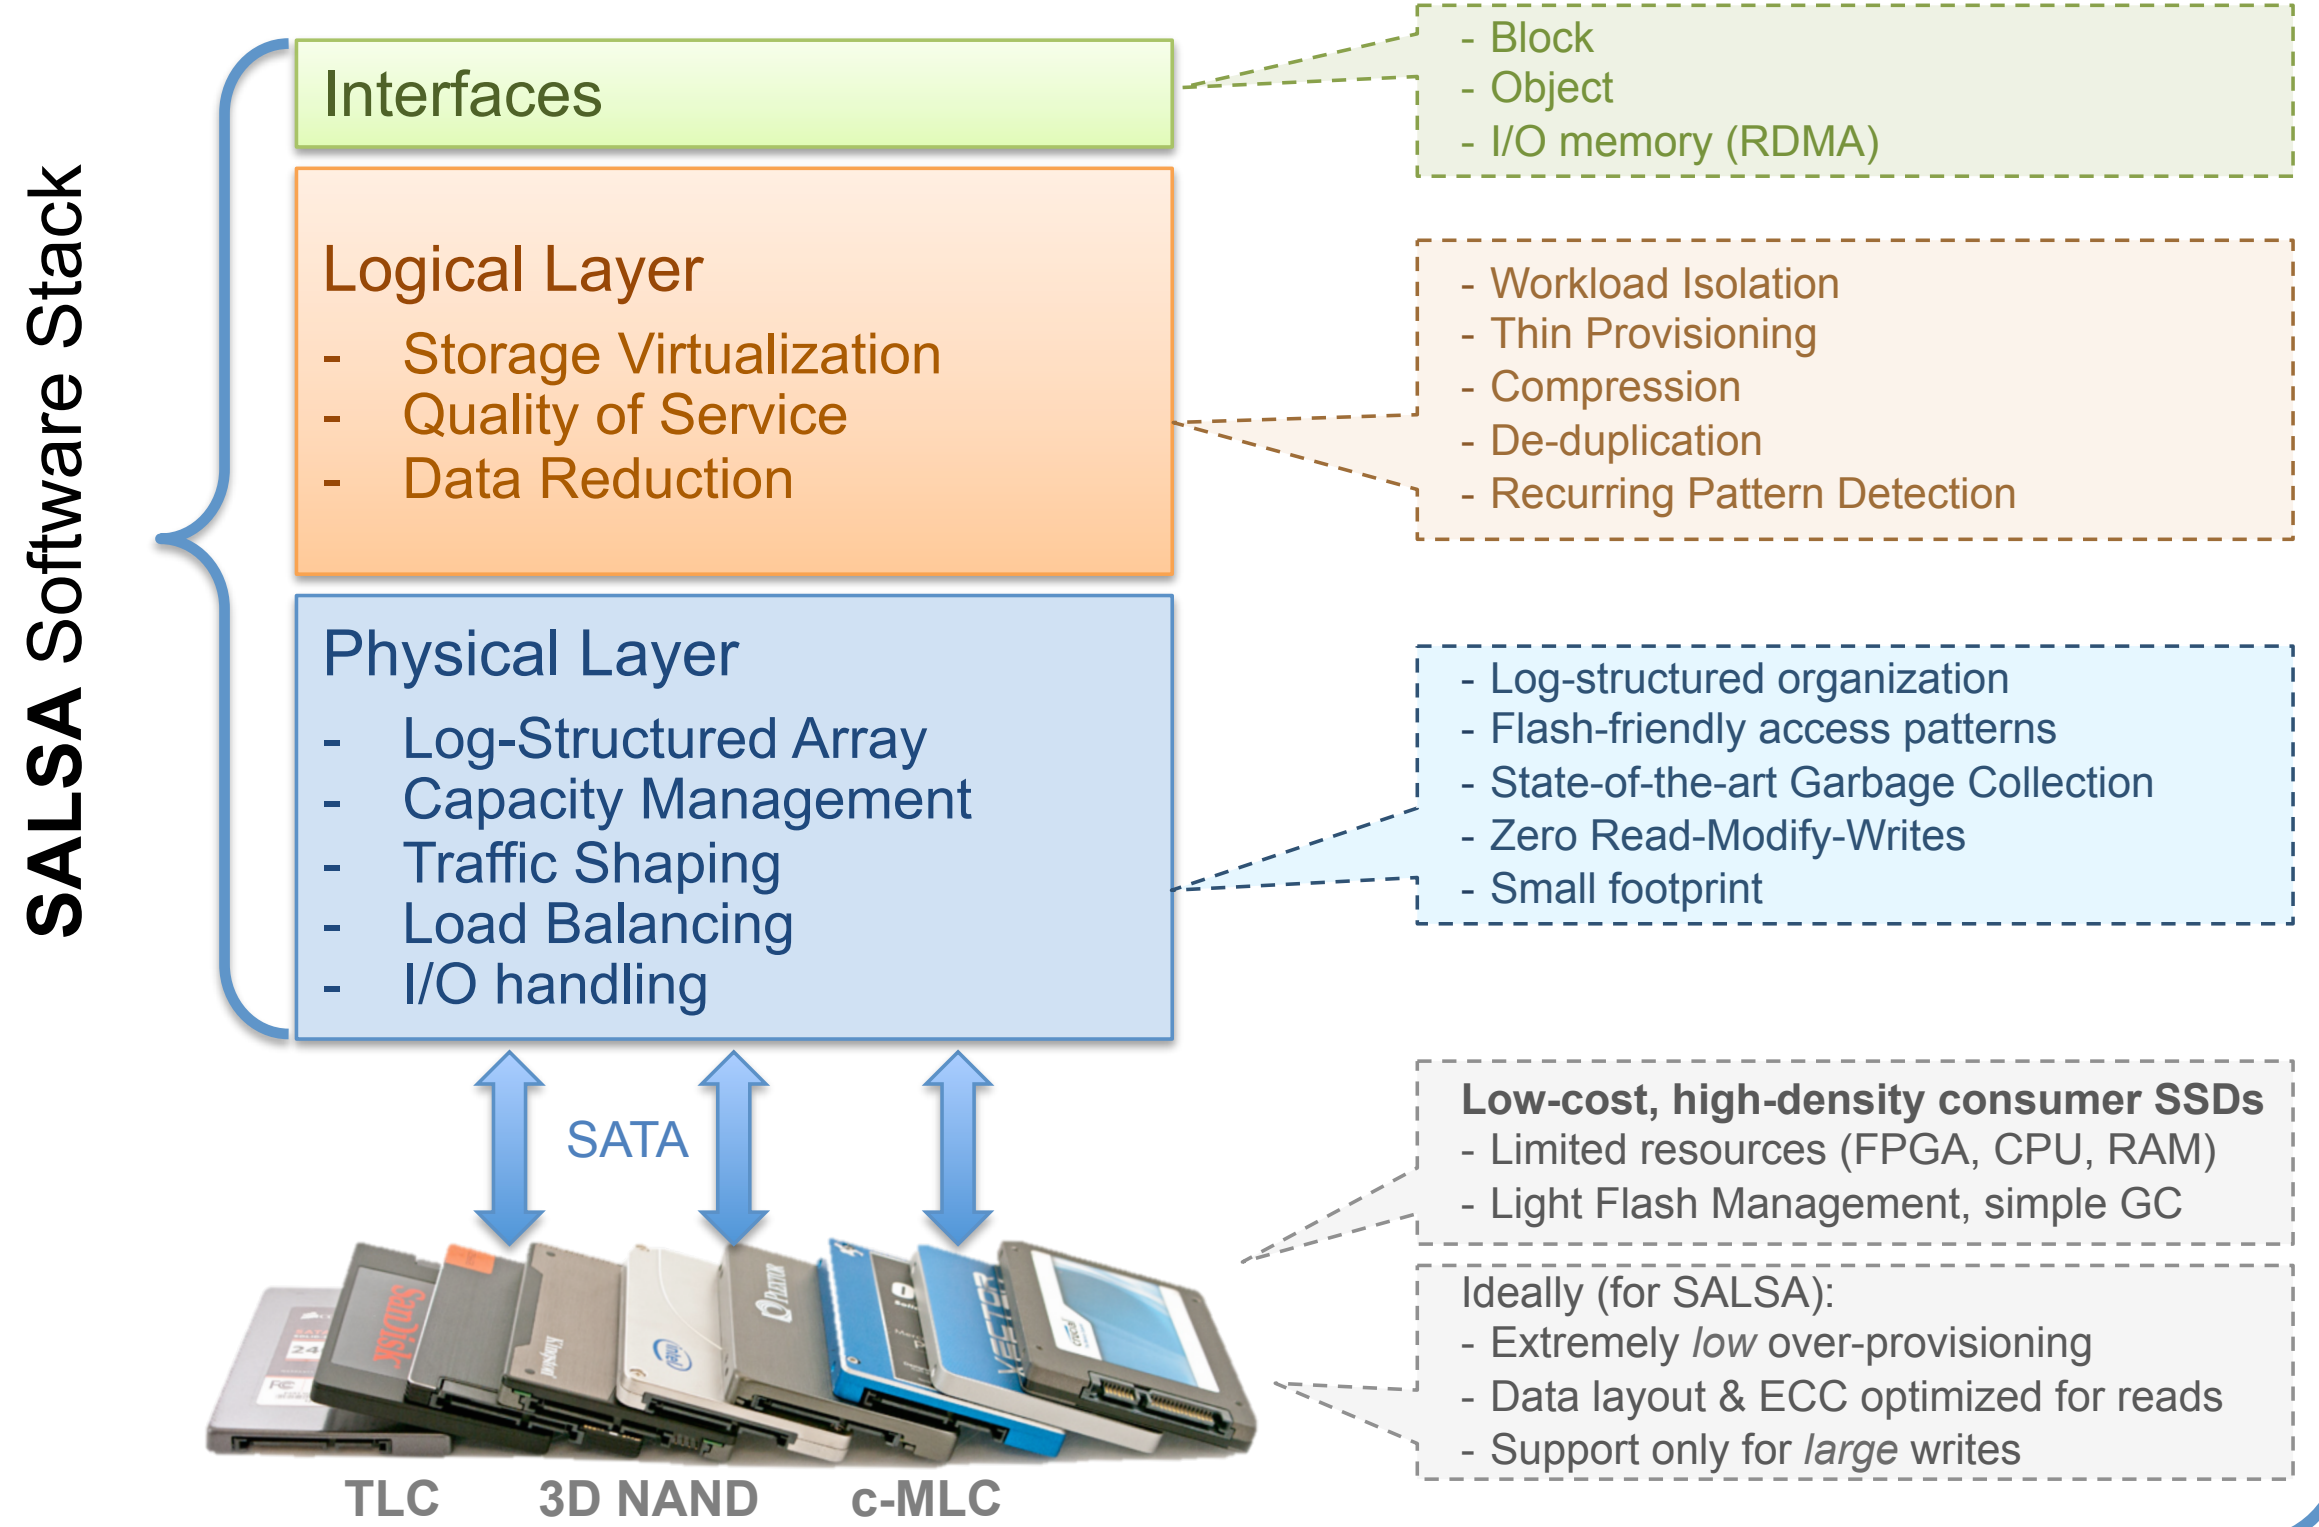 SALSA Software Stack
Interfaces
- Block
- Object
- I/O memory (RDMA)
Logical Layer
- Storage Virtualization
- Quality of Service
- Data Reduction
- Workload Isolation
- Thin Provisioning
- Compression
- De-duplication
- Recurring Pattern Detection
Physical Layer
- Log-Structured Array
- Capacity Management
- Traffic Shaping
- Load Balancing
- I/O handling
- Log-structured organization
- Flash-friendly access patterns
- State-of-the-art Garbage Collection
- Zero Read-Modify-Writes
- Small footprint
SATA
Low-cost, high-density consumer SSDs
- Limited resources (FPGA, CPU, RAM)
- Light Flash Management, simple GC
Ideally (for SALSA):
- Extremely low over-provisioning
- Data layout & ECC optimized for reads
- Support only for large writes
SanDisk
Kingston
intel
PLEXTOR
VECTOR
crucial
TLC
3D NAND
c-MLC